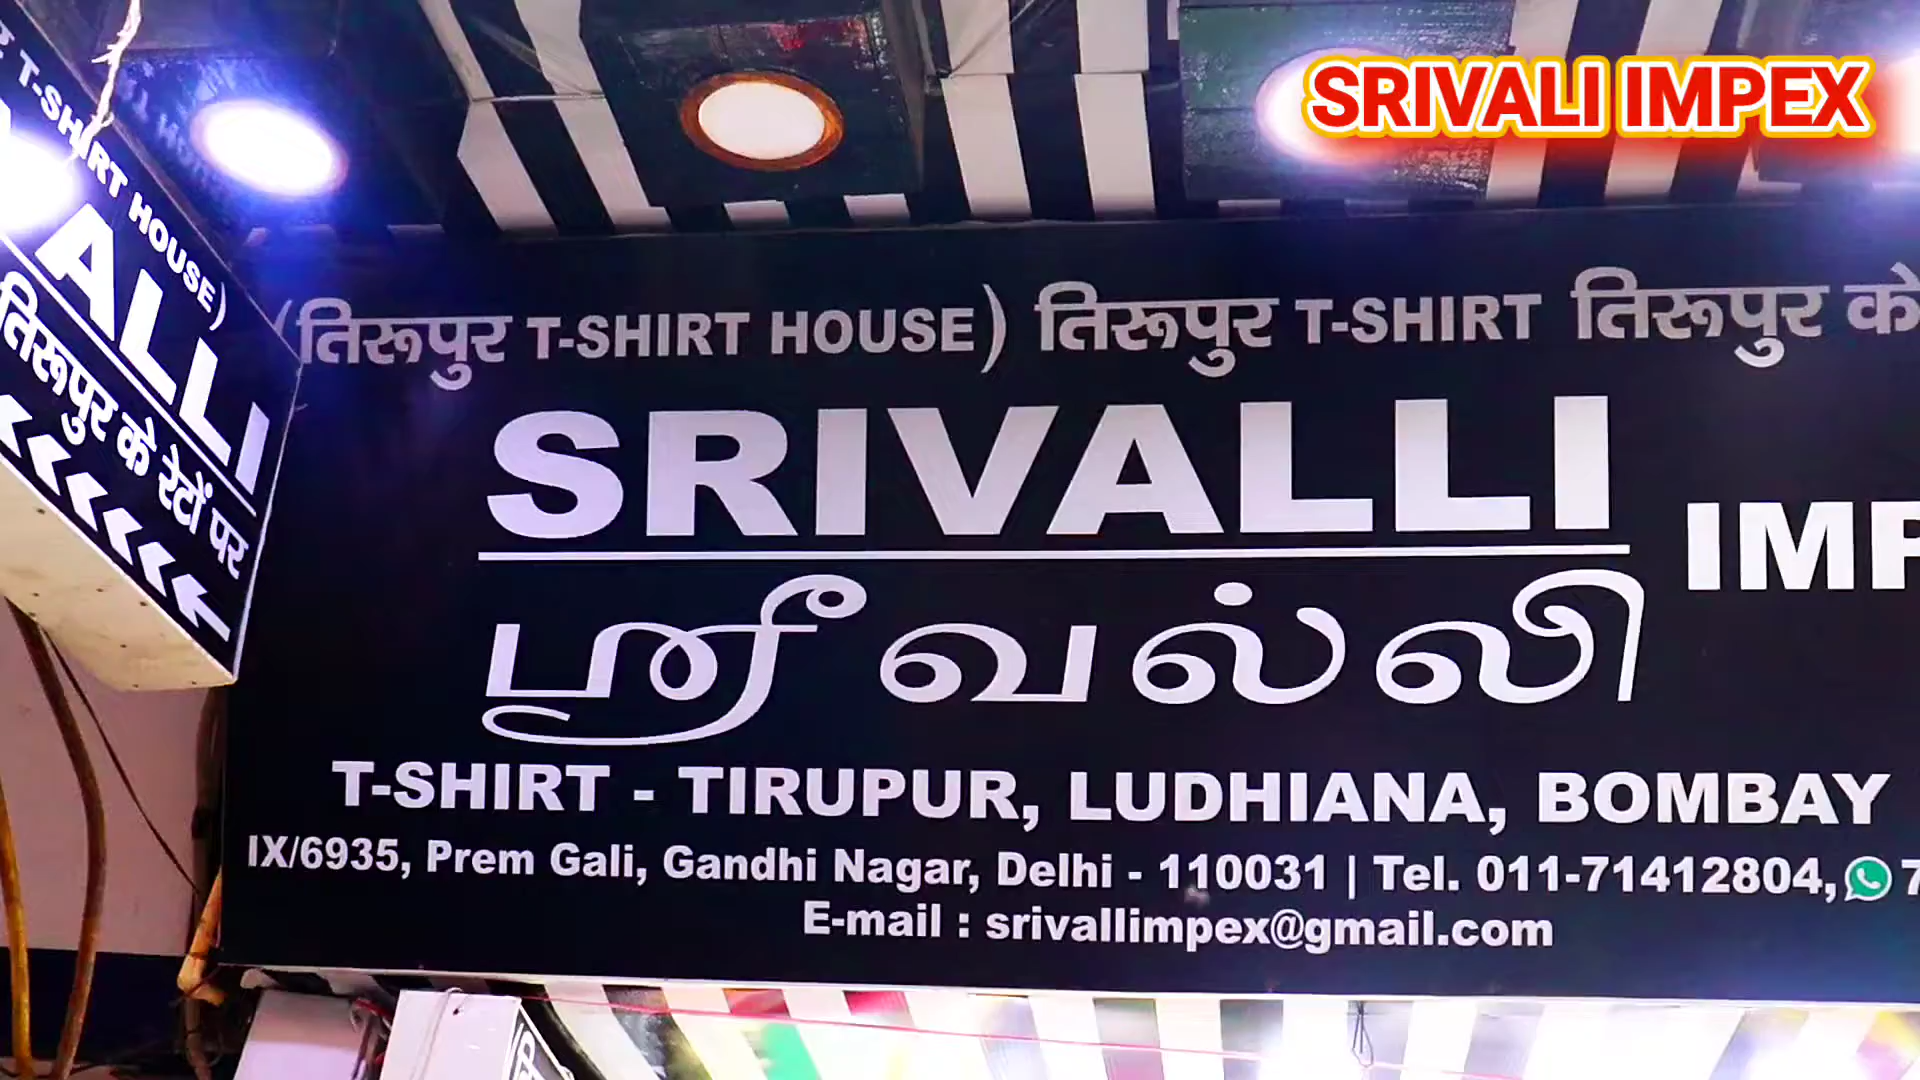 SRIVALI IMPEX
T-SHIRT HOUSE)
ALLI
तिरूपुर के रेटों पर
(तिरूपुर T-SHIRT HOUSE) तिरूपुर T-SHIRT तिरूपुर के
SRIVALLI
ஸ்ரீ வல்லி
T-SHIRT - TIRUPUR, LUDHIANA, BOMBAY
IX/6935, Prem Gali, Gandhi Nagar, Delhi - 110031 | Tel. 011-71412804,
E-mail : srivallimpex@gmail.com